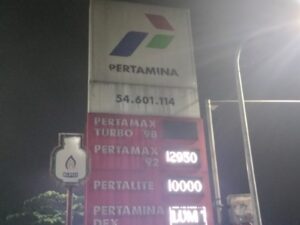 PERTAMINA
54.601.114
PERTAMAX
TURBO 98
PERTAMAX
92
12950
PERTALITE
10000
PERTAMINA
DEX